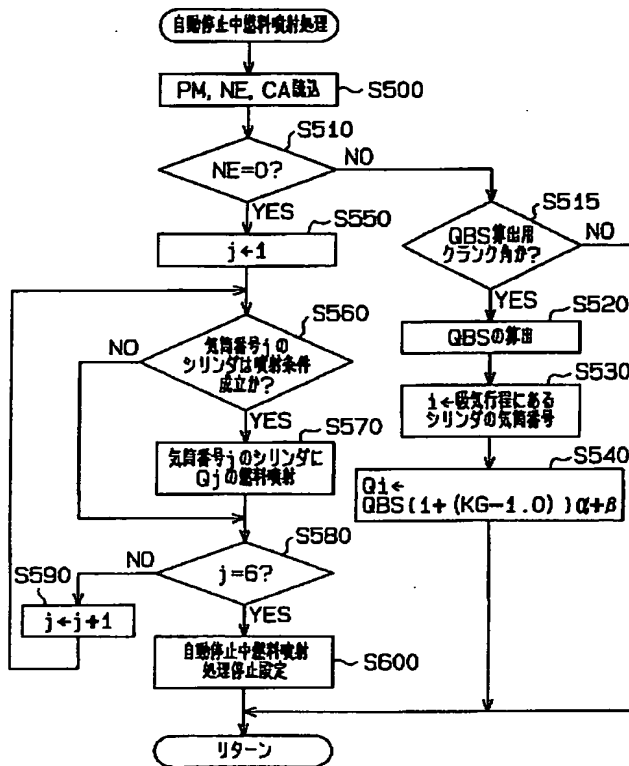 自動停止中燃料噴射処理
PM, NE, CA読込
S500
S510
NE=0?
NO
YES
S550
j←1
S515
QBS算出用
クランク角か?
NO
YES
S520
QBSの算出
S530
i←吸気行程にある
シリンダの気筒番号
S540
Qi←
QBS{1+(KG-1.0)}α+β
S560
NO
気筒番号jの
シリンダは噴射条件
成立か?
YES
S570
気筒番号jのシリンダに
Qjの燃料噴射
S580
NO
j=6?
S590
j←j+1
YES
S600
自動停止中燃料噴射
処理停止設定
リターン